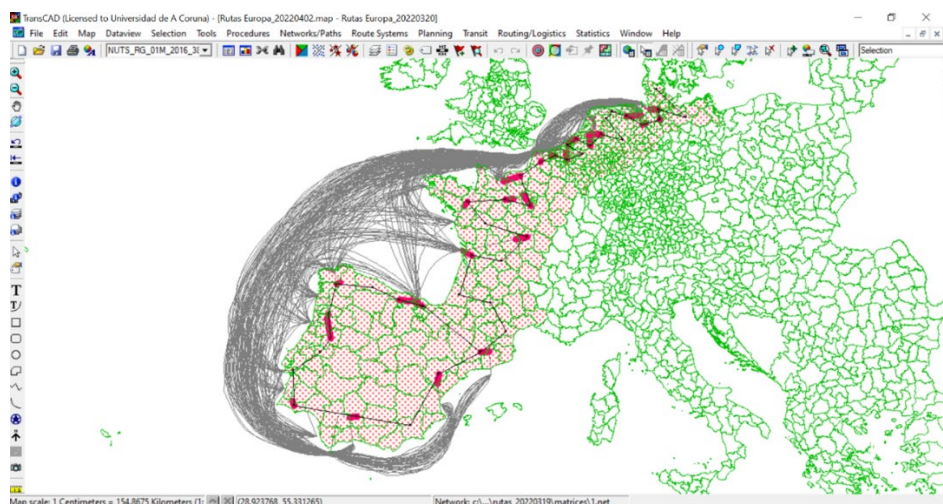 TransCAD (Licensed to Universidad de A Coruna) - [Rutas Europa_20220402.map - Rutas Europa_20220320]
File Edit Map Dataview Selection Tools Procedures Networks/Paths Route Systems Planning Transit Routing/Logistics Statistics Window Help
NUTS_RG_01M_2016_3 Selection
Map scale: 1 Centimeters = 154.8675 Kilometers (1: (28.923768, 55.331265) Network: c:\...\rutas_20220319\matrices\1.net